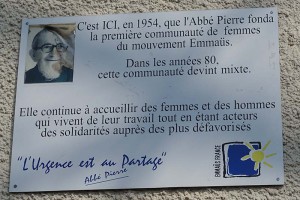 C'est ICI, en 1954, que l'Abbé Pierre fonda
la première communauté de femmes
du mouvement Emmaüs.
Dans les années 80,
cette communauté devint mixte.
Elle continue à accueillir des femmes et des hommes
qui vivent de leur travail tout en étant acteurs
des solidarités auprès des plus défavorisés
"L'Urgence est au Partage"
Abbé Pierre
EMMAÜS FRANCE